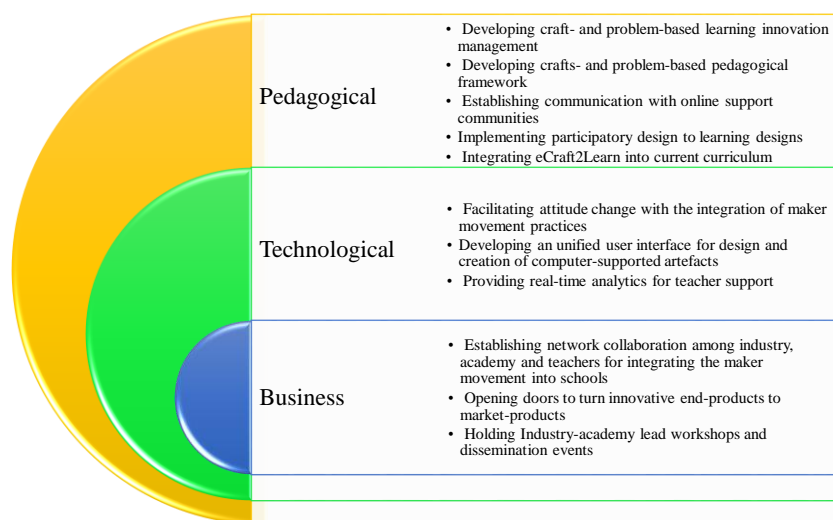 Pedagogical
• Developing craft- and problem-based learning innovation
management
• Developing crafts- and problem-based pedagogical
framework
• Establishing communication with online support
communities
• Implementing participatory design to learning designs
• Integrating eCraft2Learn into current curriculum
Technological
• Facilitating attitude change with the integration of maker
movement practices
• Developing an unified user interface for design and
creation of computer-supported artefacts
• Providing real-time analytics for teacher support
Business
• Establishing network collaboration among industry,
academy and teachers for integrating the maker
movement into schools
• Opening doors to turn innovative end-products to
market-products
• Holding Industry-academy lead workshops and
dissemination events